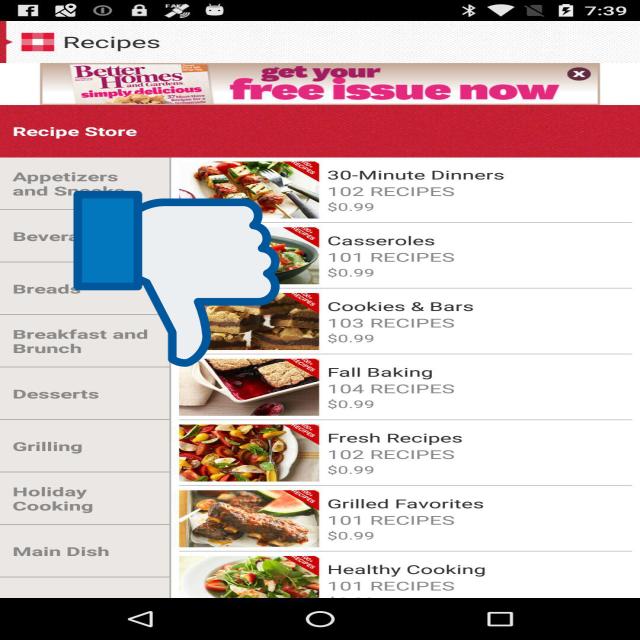 7:39
Recipes
Better
Homes
and Gardens
simply delicious
get your
free issue now
Recipe Store
Appetizers
and Snacks
Breads
Breakfast and
Brunch
Desserts
Grilling
Holiday
Cooking
Main Dish
30-Minute Dinners
102 RECIPES
$0.99
Casseroles
101 RECIPES
$0.99
Cookies & Bars
103 RECIPES
$0.99
Fall Baking
104 RECIPES
$0.99
Fresh Recipes
102 RECIPES
$0.99
Grilled Favorites
101 RECIPES
$0.99
Healthy Cooking
101 RECIPES